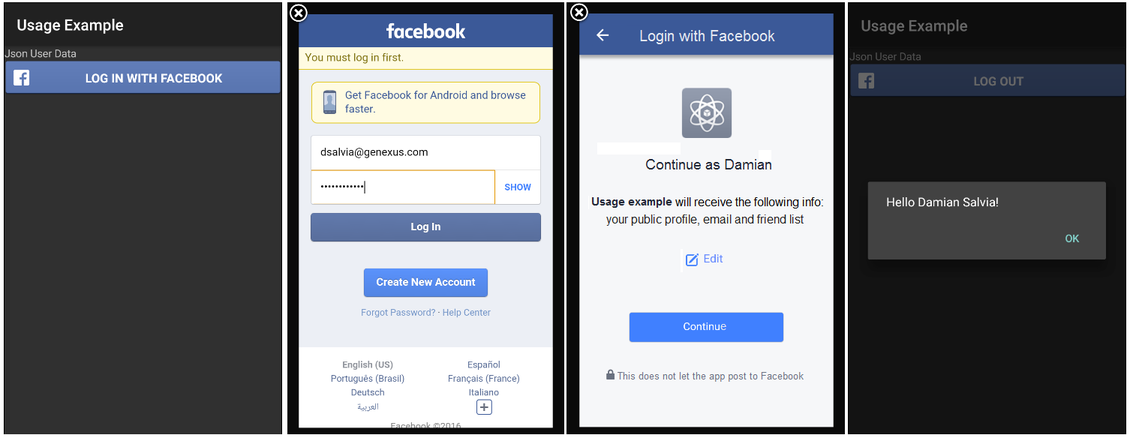 Usage Example
Json User Data
LOG IN WITH FACEBOOK
facebook
You must log in first.
Get Facebook for Android and browse
faster.
dsalvia@genexus.com
••••••••••••
SHOW
Log In
Create New Account
Forgot Password? · Help Center
English (US)
Español
Português (Brasil)
Français (France)
Deutsch
Italiano
العربية
Facebook ©2016
Login with Facebook
Continue as Damian
Usage example will receive the following info:
your public profile, email and friend list
Edit
Continue
This does not let the app post to Facebook
Usage Example
Json User Data
LOG OUT
Hello Damian Salvia!
OK